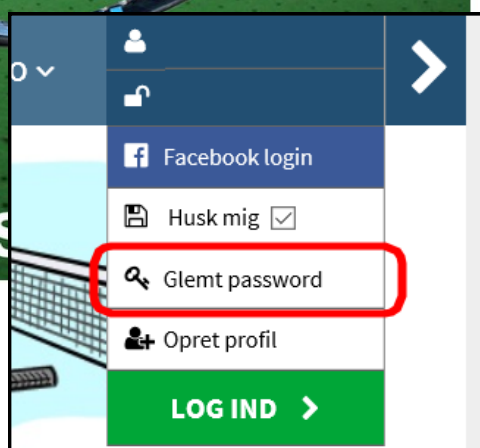 Facebook login
Husk mig
Glemt password
Opret profil
LOG IND